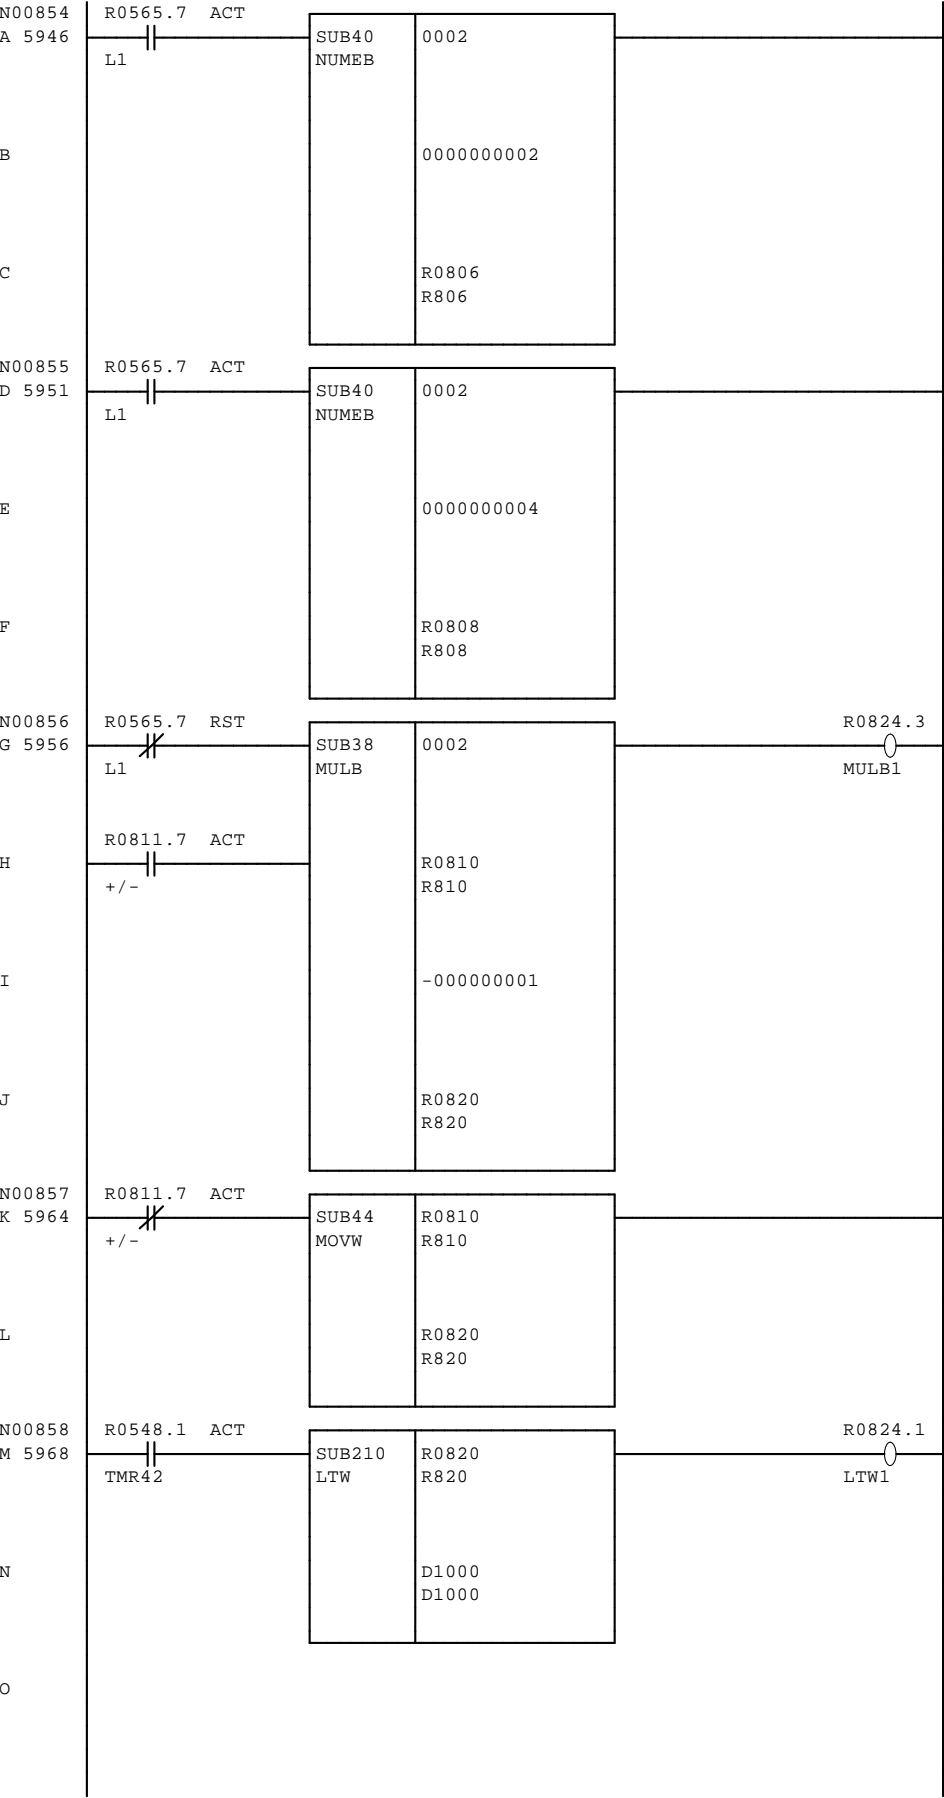 N00854 R0565.7 ACT
A 5946 SUB40 0002
L1 NUMEB
B 0000000002
C R0806
R806
N00855 R0565.7 ACT
D 5951 SUB40 0002
L1 NUMEB
E 0000000004
F R0808
R808
N00856 R0565.7 RST R0824.3
G 5956 SUB38 0002
L1 MULB MULB1
R0811.7 ACT
H R0810
+/- R810
I -000000001
J R0820
R820
N00857 R0811.7 ACT
K 5964 SUB44 R0810
+/- MOVW R810
L R0820
R820
N00858 R0548.1 ACT R0824.1
M 5968 SUB210 R0820
TMR42 LTW R820 LTW1
N D1000
D1000
O